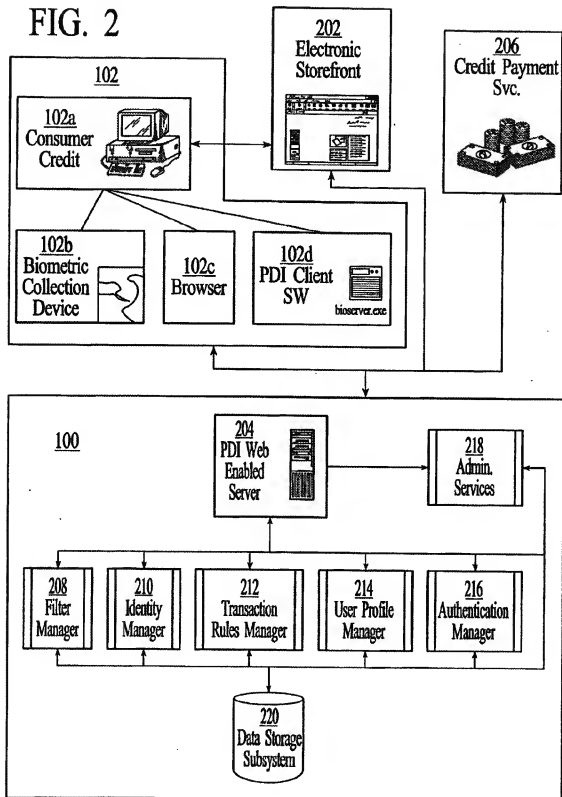 FIG. 2
102
102a
Consumer
Credit
202
Electronic
Storefront
206
Credit Payment
Svc.
102b
Biometric
Collection
Device
102c
Browser
102d
PDI Client
SW
bioserver.exe
100
204
PDI Web
Enabled
Server
218
Admin.
Services
208
Filter
Manager
210
Identity
Manager
212
Transaction
Rules Manager
214
User Profile
Manager
216
Authentication
Manager
220
Data Storage
Subsystem